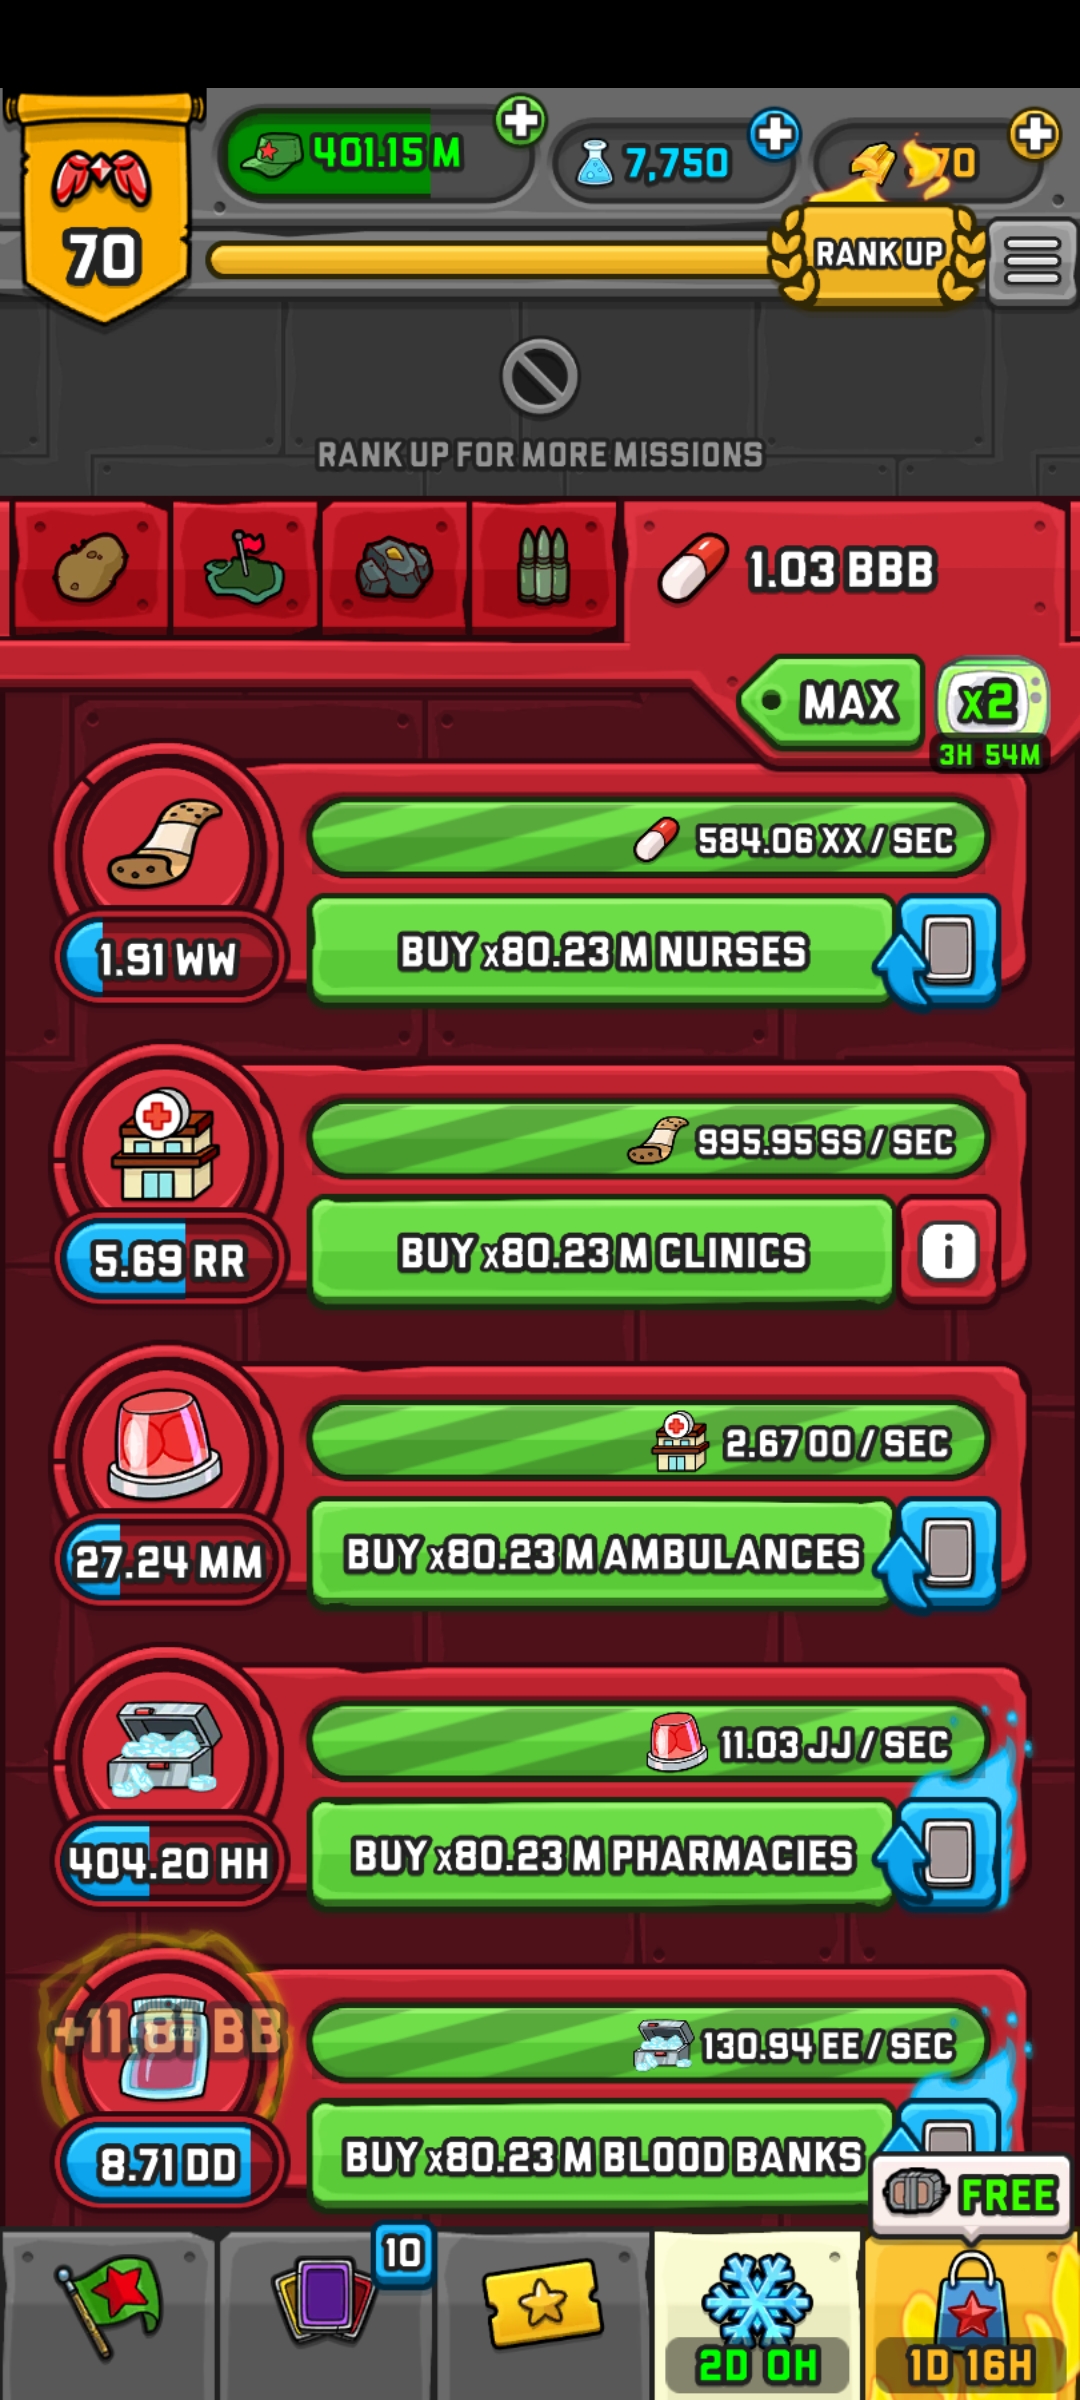 70
401.15 M
7,750
70
RANK UP
RANK UP FOR MORE MISSIONS
1.03 BBB
MAX
x2
3H 54M
584.06 XX / SEC
1.91 WW
BUY x80.23 M NURSES
995.95 SS / SEC
5.69 RR
BUY x80.23 M CLINICS
i
2.67 OO / SEC
27.24 MM
BUY x80.23 M AMBULANCES
11.03 JJ / SEC
404.20 HH
BUY x80.23 M PHARMACIES
+11.81 BB
130.94 EE / SEC
8.71 DD
BUY x80.23 M BLOOD BANKS
FREE
10
2D 0H
1D 16H